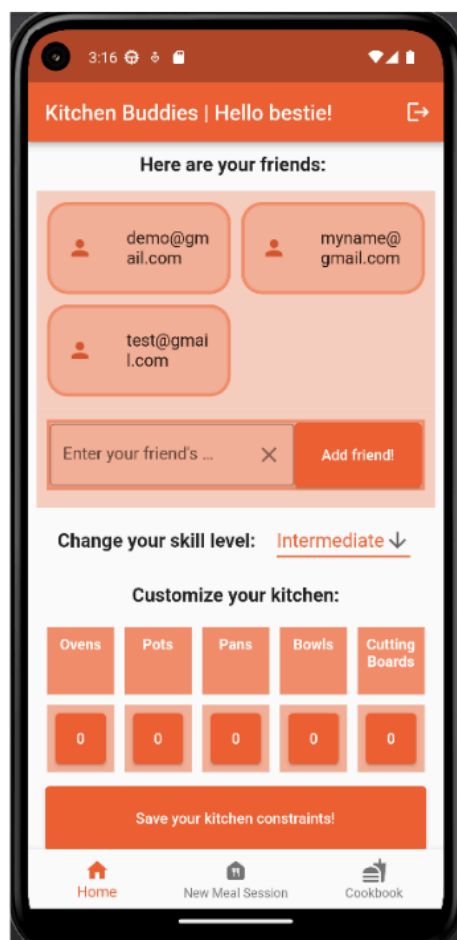 3:16
Kitchen Buddies | Hello bestie!
Here are your friends:
demo@gm
ail.com
myname@
gmail.com
test@gmai
l.com
Enter your friend's ...
Add friend!
Change your skill level: Intermediate
Customize your kitchen:
Ovens Pots Pans Bowls Cutting
Boards
0 0 0 0 0
Save your kitchen constraints!
Home New Meal Session Cookbook